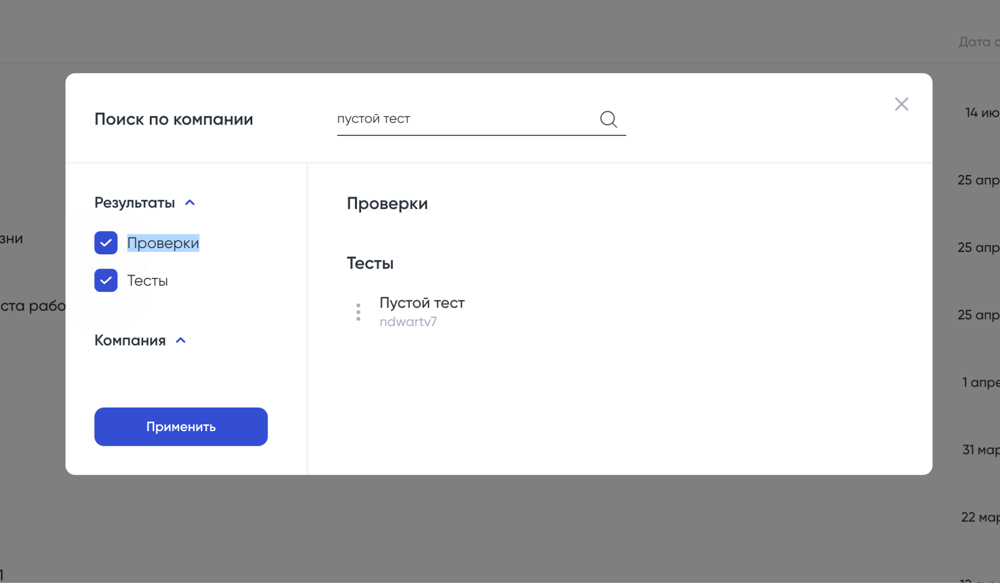 Дата
14 ию
Поиск по компании
пустой тест
25 апр
Результаты
Проверки
Проверки
зни
25 апр
Тесты
Тесты
Пустой тест
ста рабо
25 апр
ndwartv7
Компания
1 апре
Применить
31 мар
22 мар